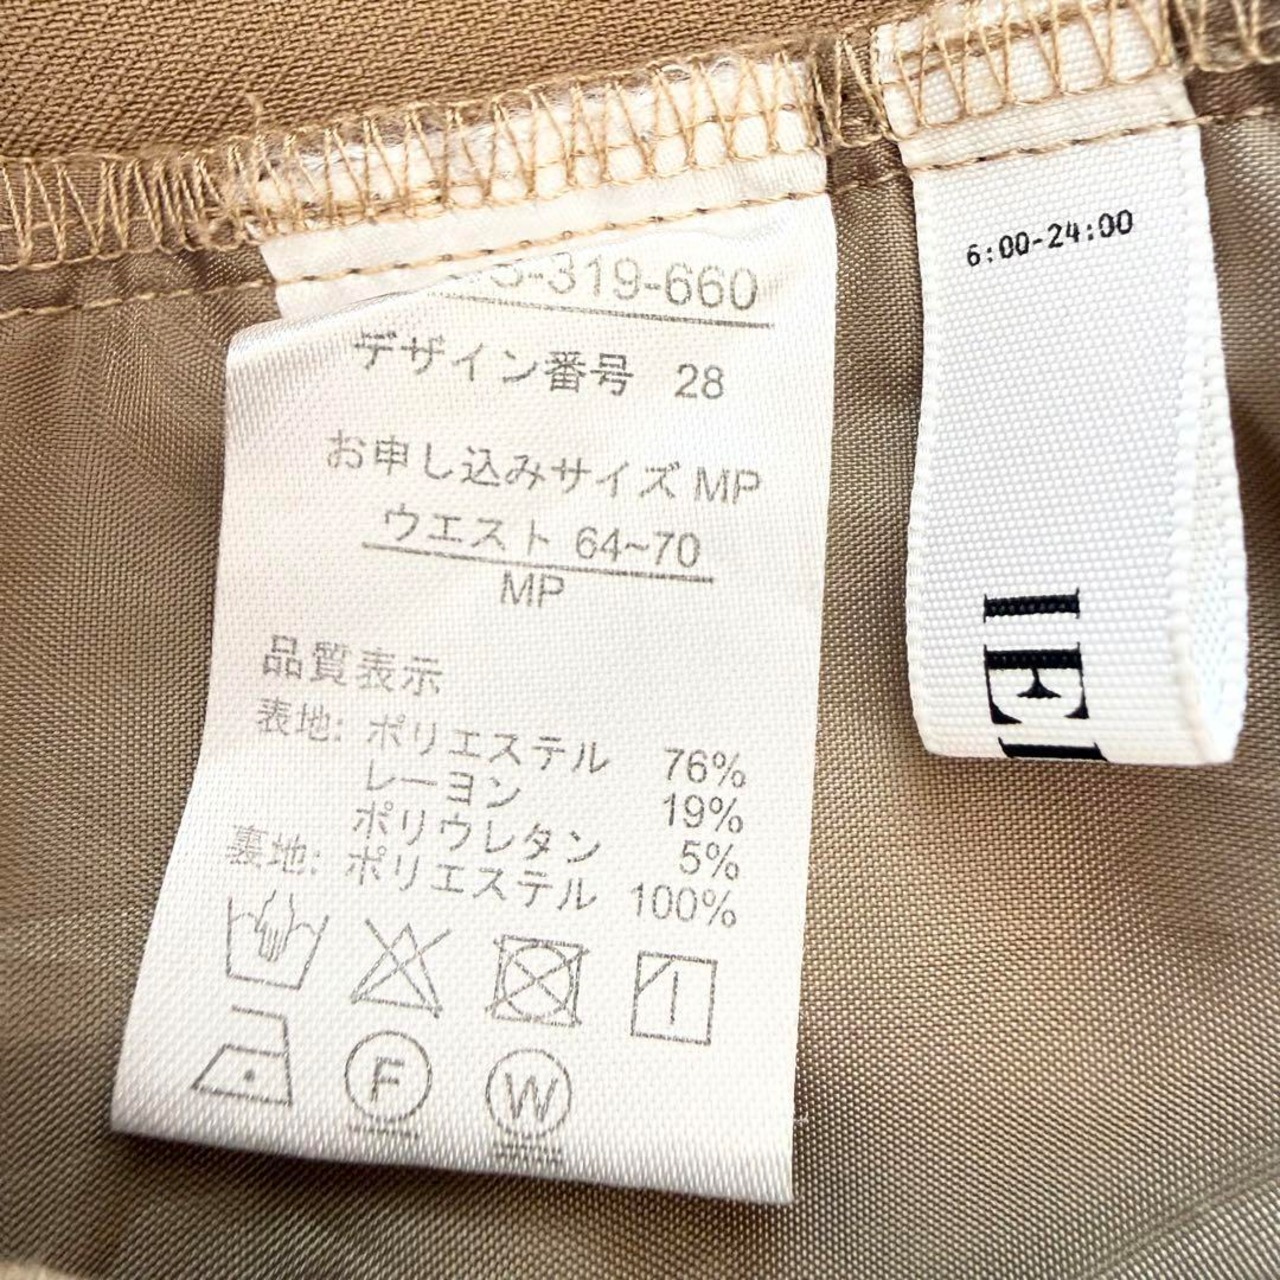 5-319-660
デザイン番号 28
お申し込みサイズ MP
ウエスト 64~70
MP
品質表示
表地: ポリエステル 76%
レーヨン 19%
ポリウレタン 5%
裏地: ポリエステル 100%
F
W
6:00-24:00
IE